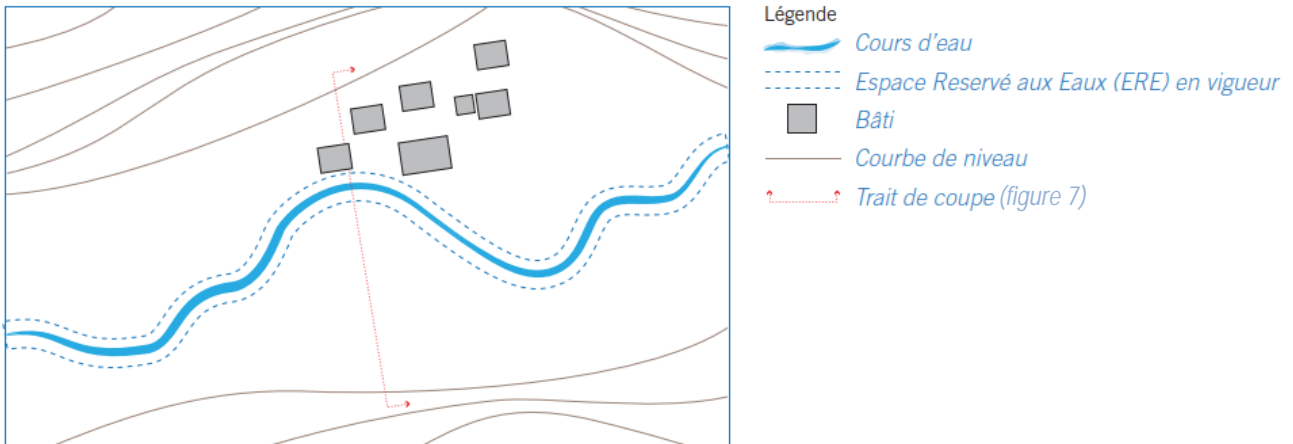 Légende
Cours d'eau
Espace Reservé aux Eaux (ERE) en vigueur
Bâti
Courbe de niveau
Trait de coupe (figure 7)